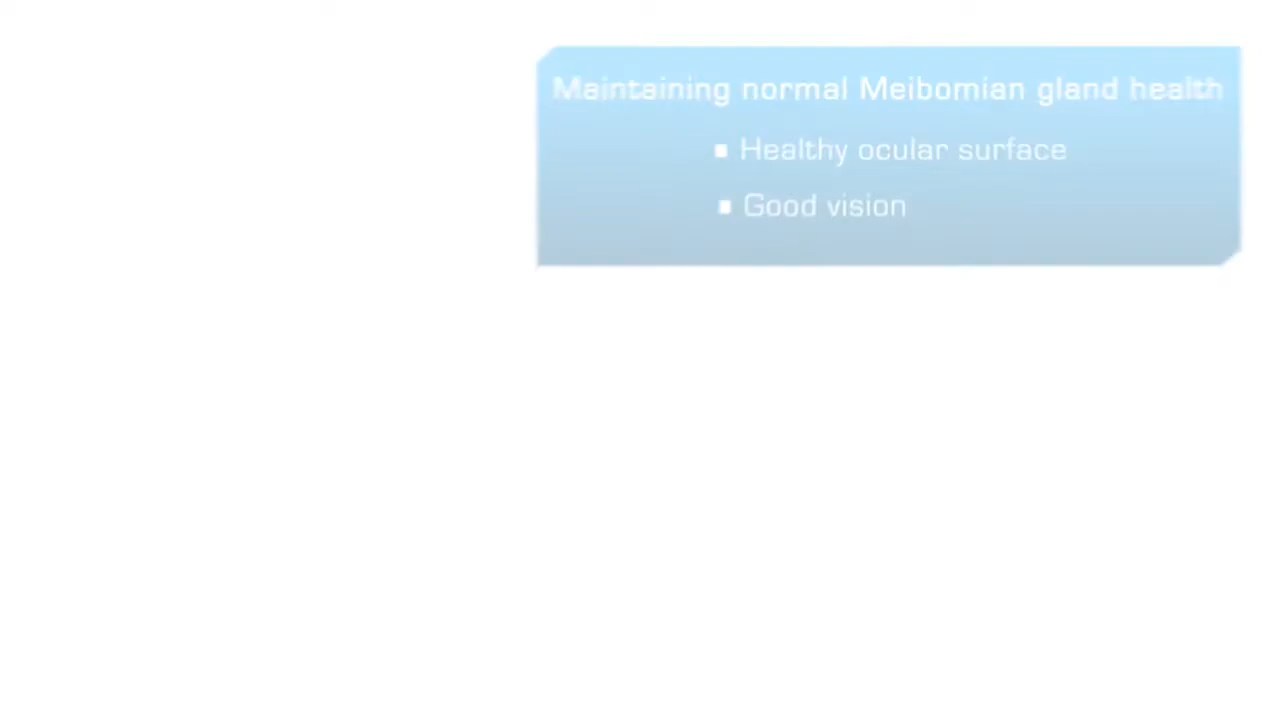 Maintaining normal Meibomian gland health
▪ Healthy ocular surface
▪ Good vision